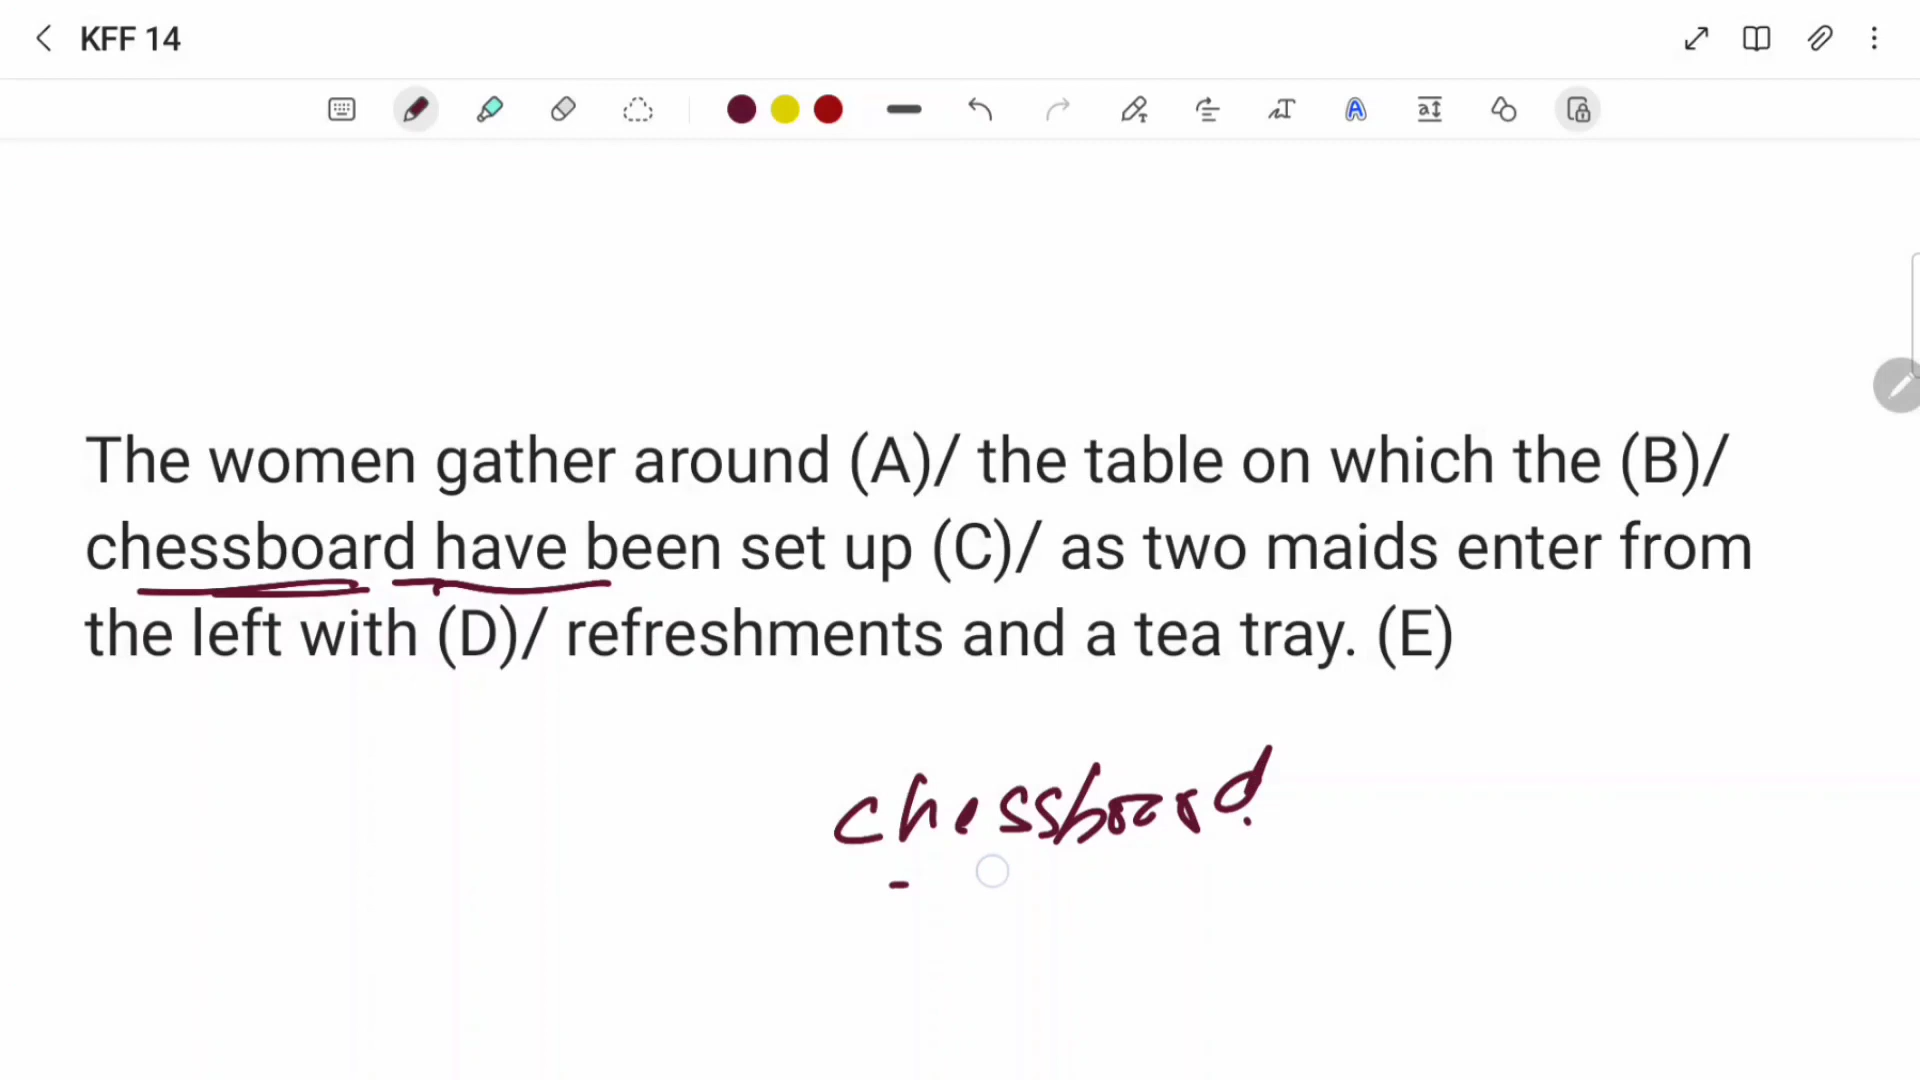 KFF 14
The women gather around (A)/ the table on which the (B)/
chessboard have been set up (C)/ as two maids enter from
the left with (D)/ refreshments and a tea tray. (E)
chessboard